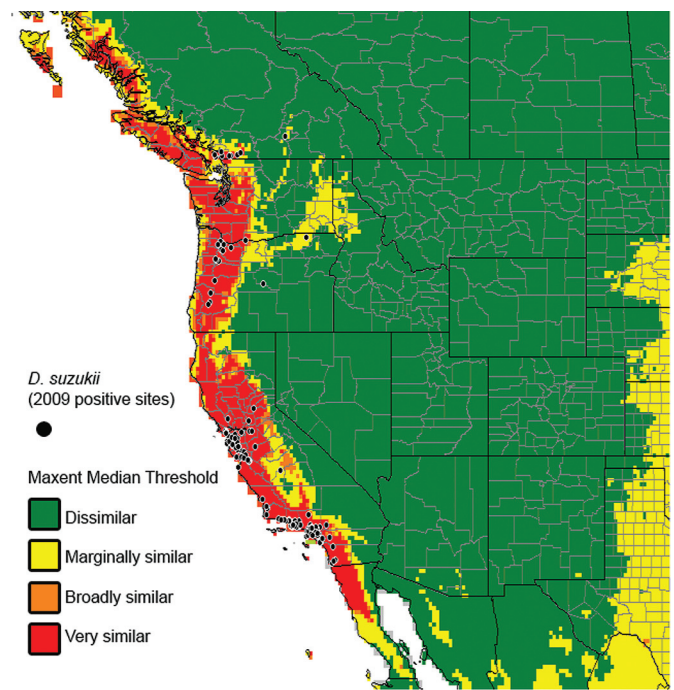 D. suzukii
(2009 positive sites)
Maxent Median Threshold
Dissimilar
Marginally similar
Broadly similar
Very similar